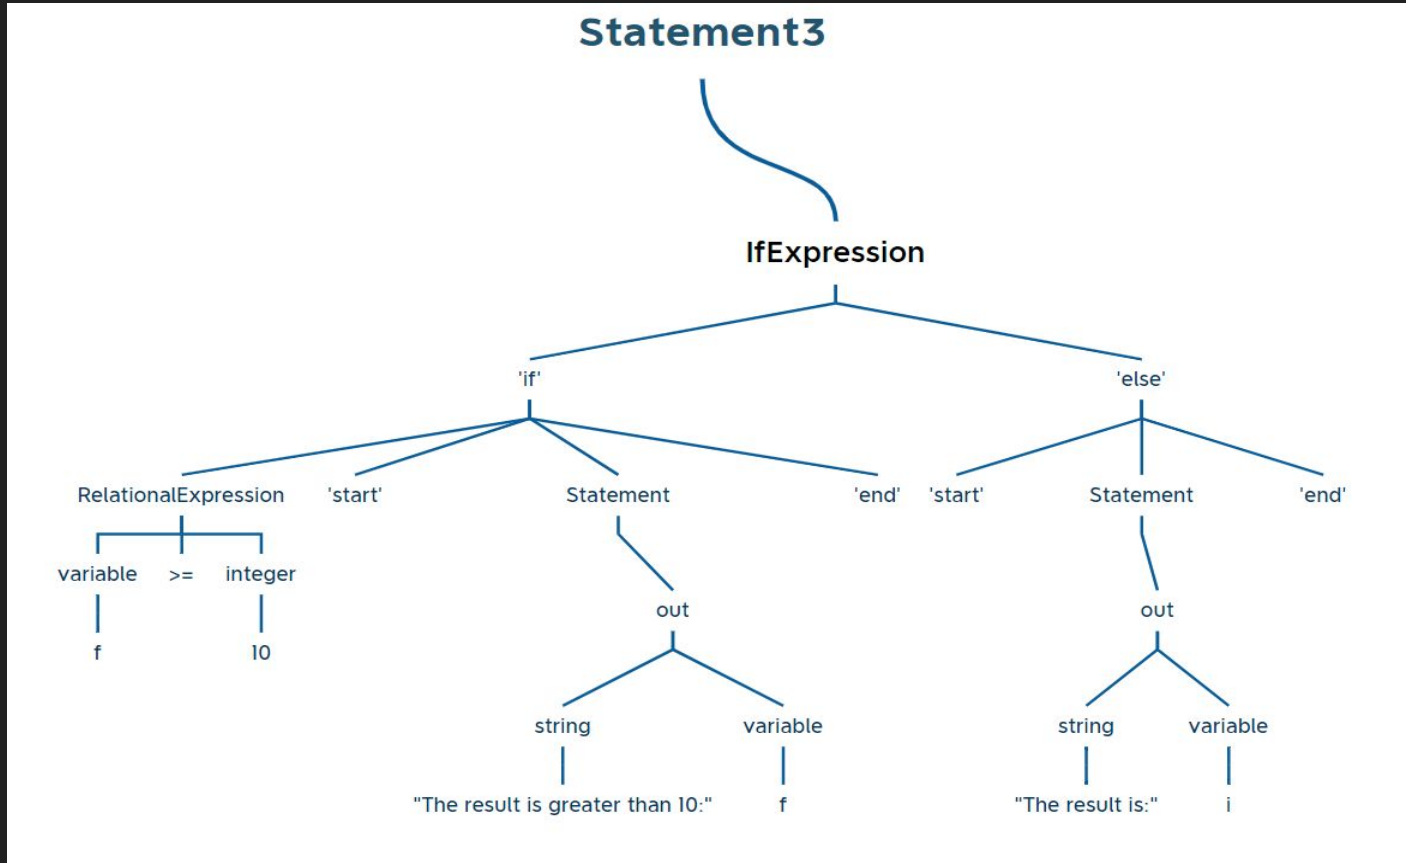 Statement3
IfExpression
'if' 'else'
RelationalExpression 'start' Statement 'end' 'start' Statement 'end'
variable >= integer
out out
f 10
string variable string variable
"The result is greater than 10:" f "The result is:" i